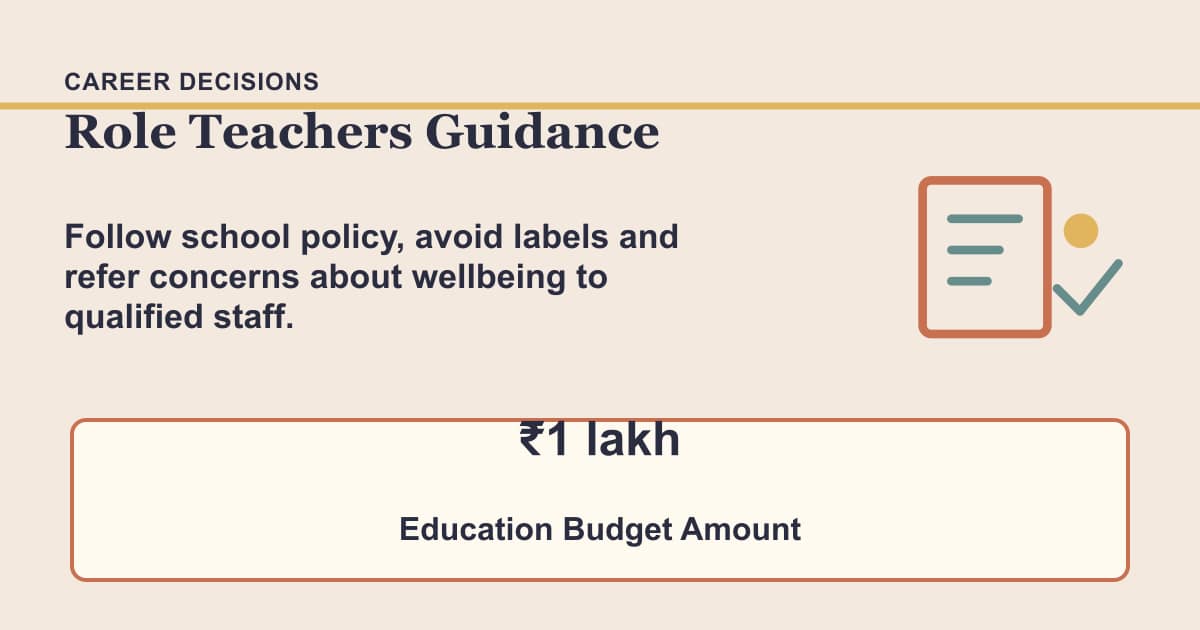 CAREER DECISIONS
Role Teachers Guidance
Follow school policy, avoid labels and
refer concerns about wellbeing to
qualified staff.
₹1 lakh
Education Budget Amount